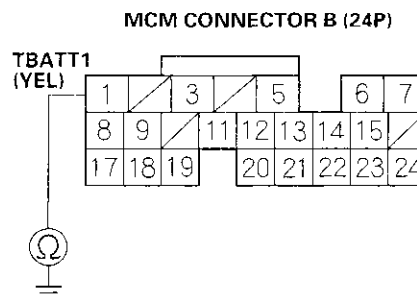 MCM CONNECTOR B (24P)
TBATT1
(YEL)
1 3 5 6 7
8 9 11 12 13 14 15
17 18 19 20 21 22 23 24
Ω